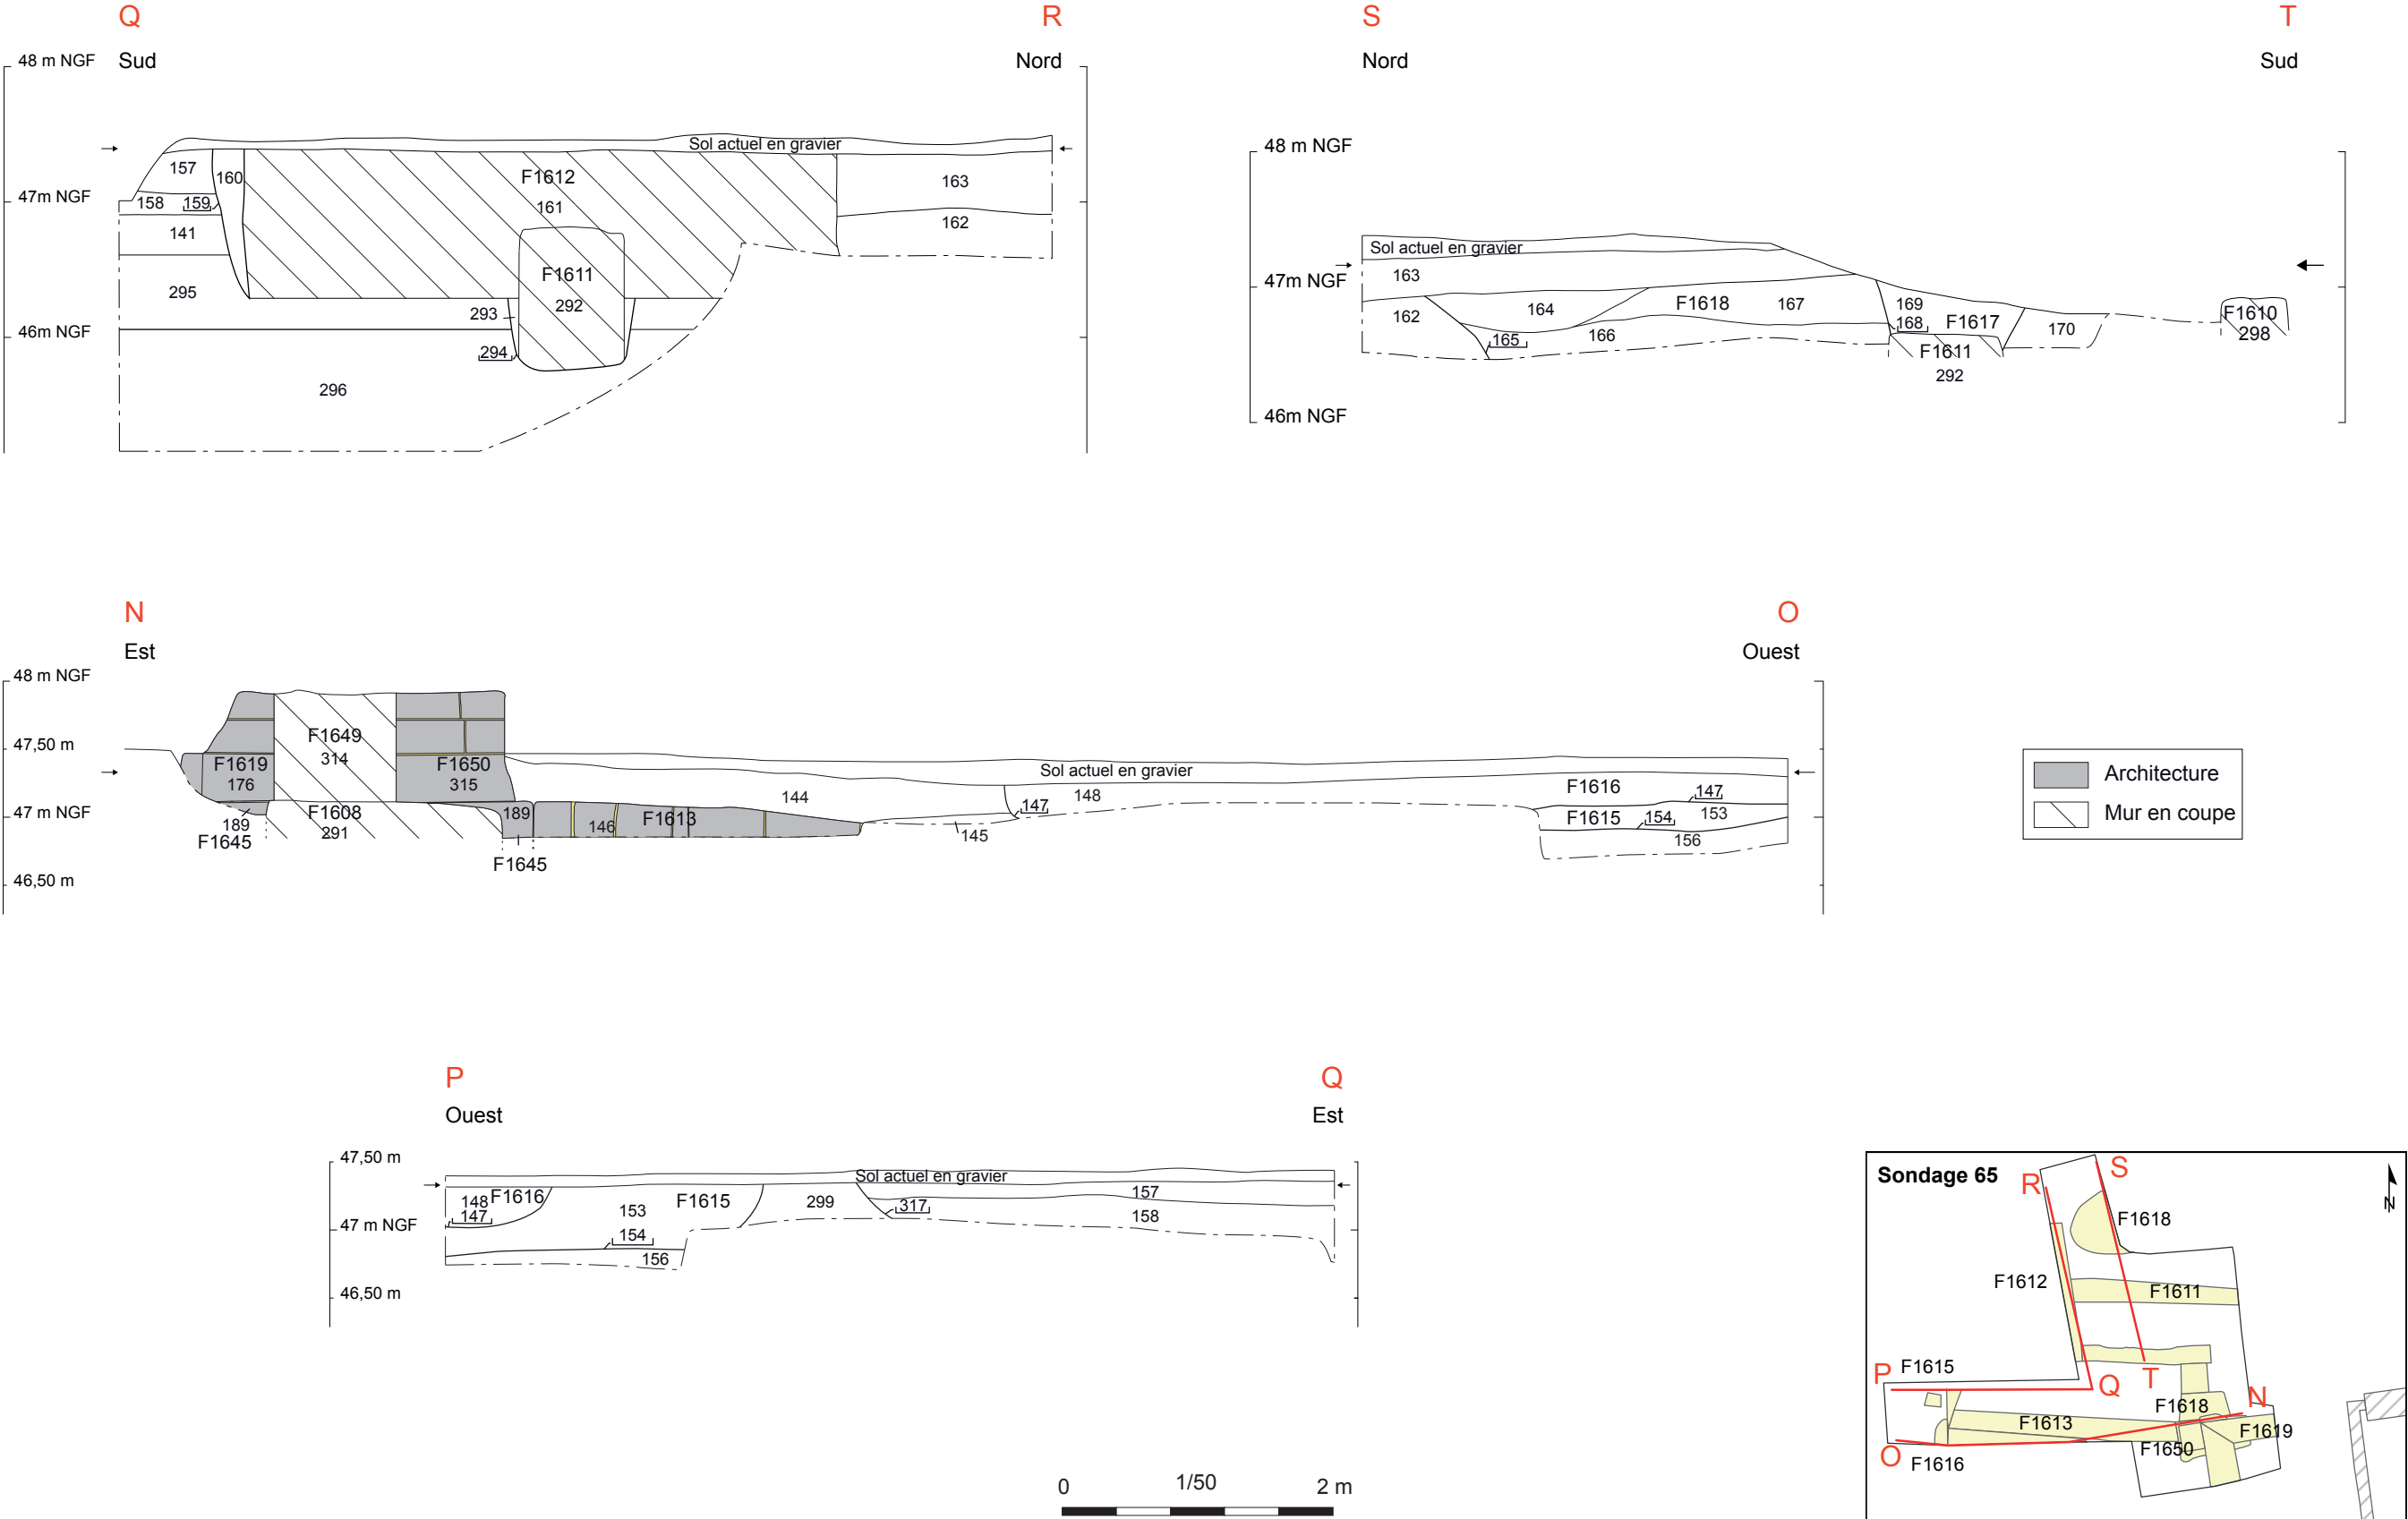 Q
R
Sud
Nord
48 m NGF
Sol actuel en gravier
157
160
F1612
161
163
47m NGF
158
159
162
141
F1611
292
295
293
46m NGF
294
296
S
T
Nord
Sud
48 m NGF
Sol actuel en gravier
163
47m NGF
164
F1618
167
169
162
168
F1617
F1610
165
166
170
298
F1611
292
46m NGF
N
O
Est
Ouest
48 m NGF
F1649
314
47,50 m
F1619
176
F1650
315
Sol actuel en gravier
F1616
144
147
148
147
47 m NGF
F1608
291
189
189
146
F1613
F1615
154
153
145
156
F1645
F1645
46,50 m
Architecture
Mur en coupe
P
Q
Ouest
Est
47,50 m
Sol actuel en gravier
148
F1616
147
153
F1615
299
317
157
158
47 m NGF
154
156
46,50 m
0
1/50
2 m
Sondage 65
R
S
N
F1618
F1612
F1611
P
F1615
Q
T
N
F1618
F1613
F1619
F1650
O
F1616